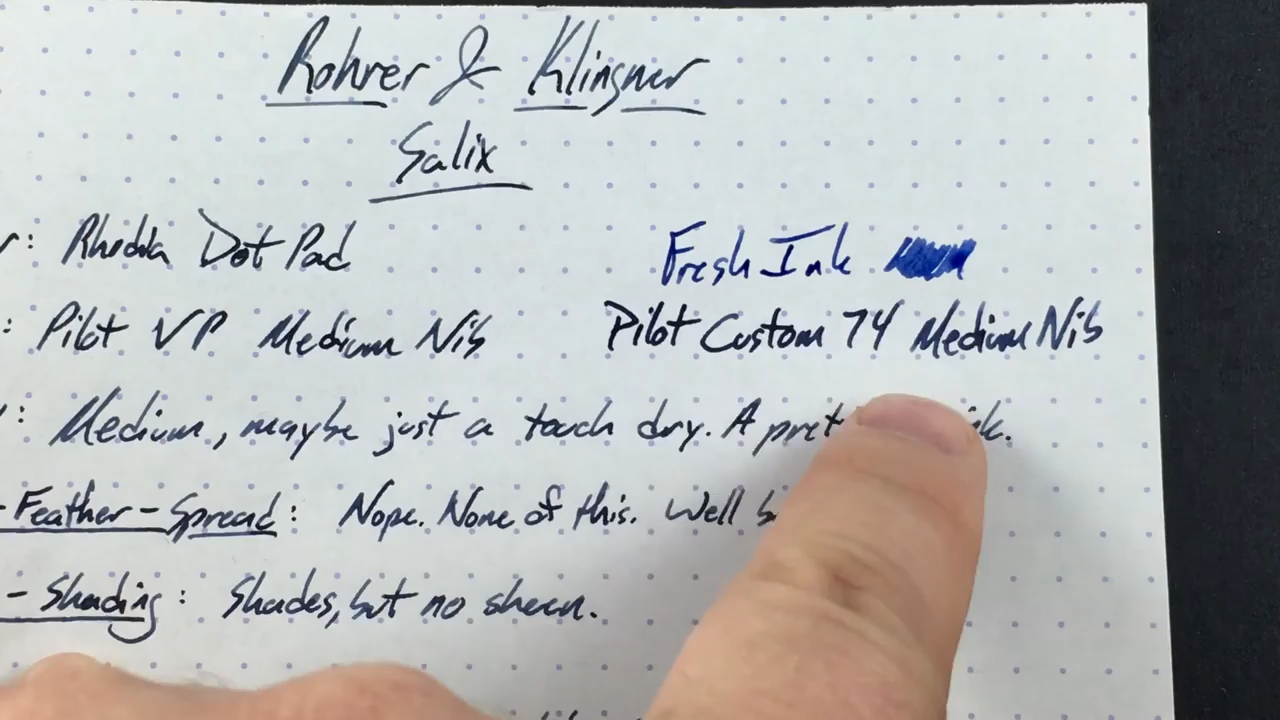 Rohrer & Klingner
Salix
r: Rhodia Dot Pad
Fresh Ink
: Pilot VP Medium Nib
Pilot Custom 74 Medium Nib
: Medium, maybe just a touch dry. A
- Feather - Spread: Nope. None of this. Well
- Shading: Shades, but no sheen.